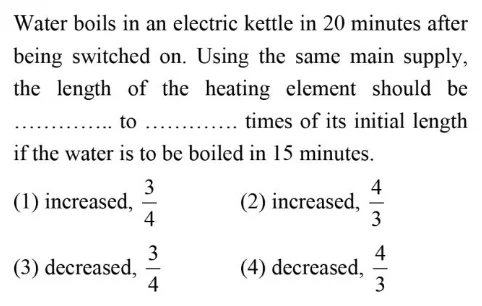 Water boils in an electric kettle in 20 minutes after
being switched on. Using the same main supply,
the length of the heating element should be
.............. to ............. times of its initial length
if the water is to be boiled in 15 minutes.
(1) increased, 3/4 (2) increased, 4/3
(3) decreased, 3/4 (4) decreased, 4/3